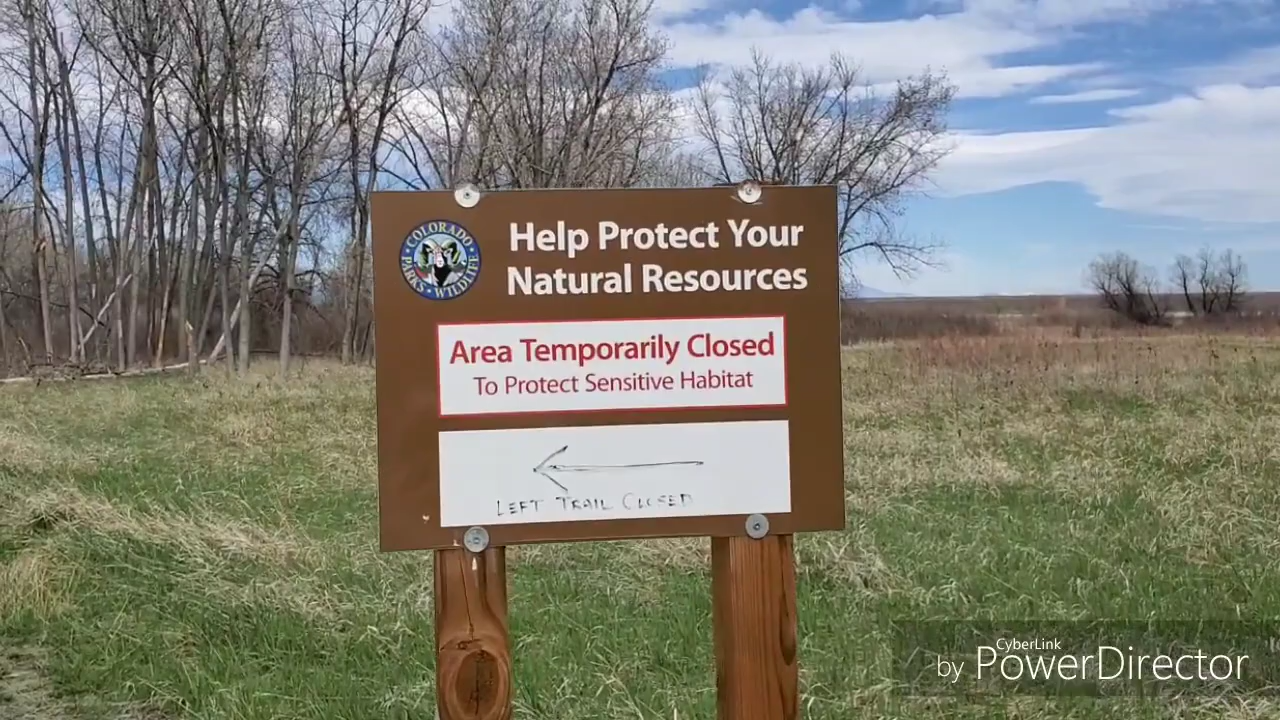 COLORADO
PARKS • WILDLIFE
Help Protect Your
Natural Resources
Area Temporarily Closed
To Protect Sensitive Habitat
LEFT TRAIL CLOSED
CyberLink
by PowerDirector